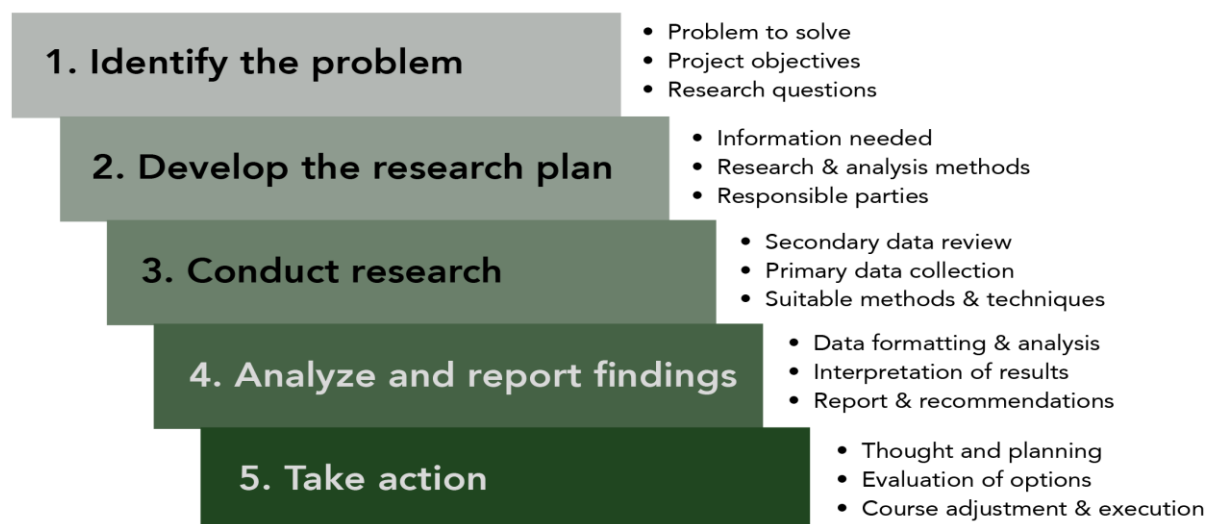 1. Identify the problem
• Problem to solve
• Project objectives
• Research questions
2. Develop the research plan
• Information needed
• Research & analysis methods
• Responsible parties
3. Conduct research
• Secondary data review
• Primary data collection
• Suitable methods & techniques
4. Analyze and report findings
• Data formatting & analysis
• Interpretation of results
• Report & recommendations
5. Take action
• Thought and planning
• Evaluation of options
• Course adjustment & execution